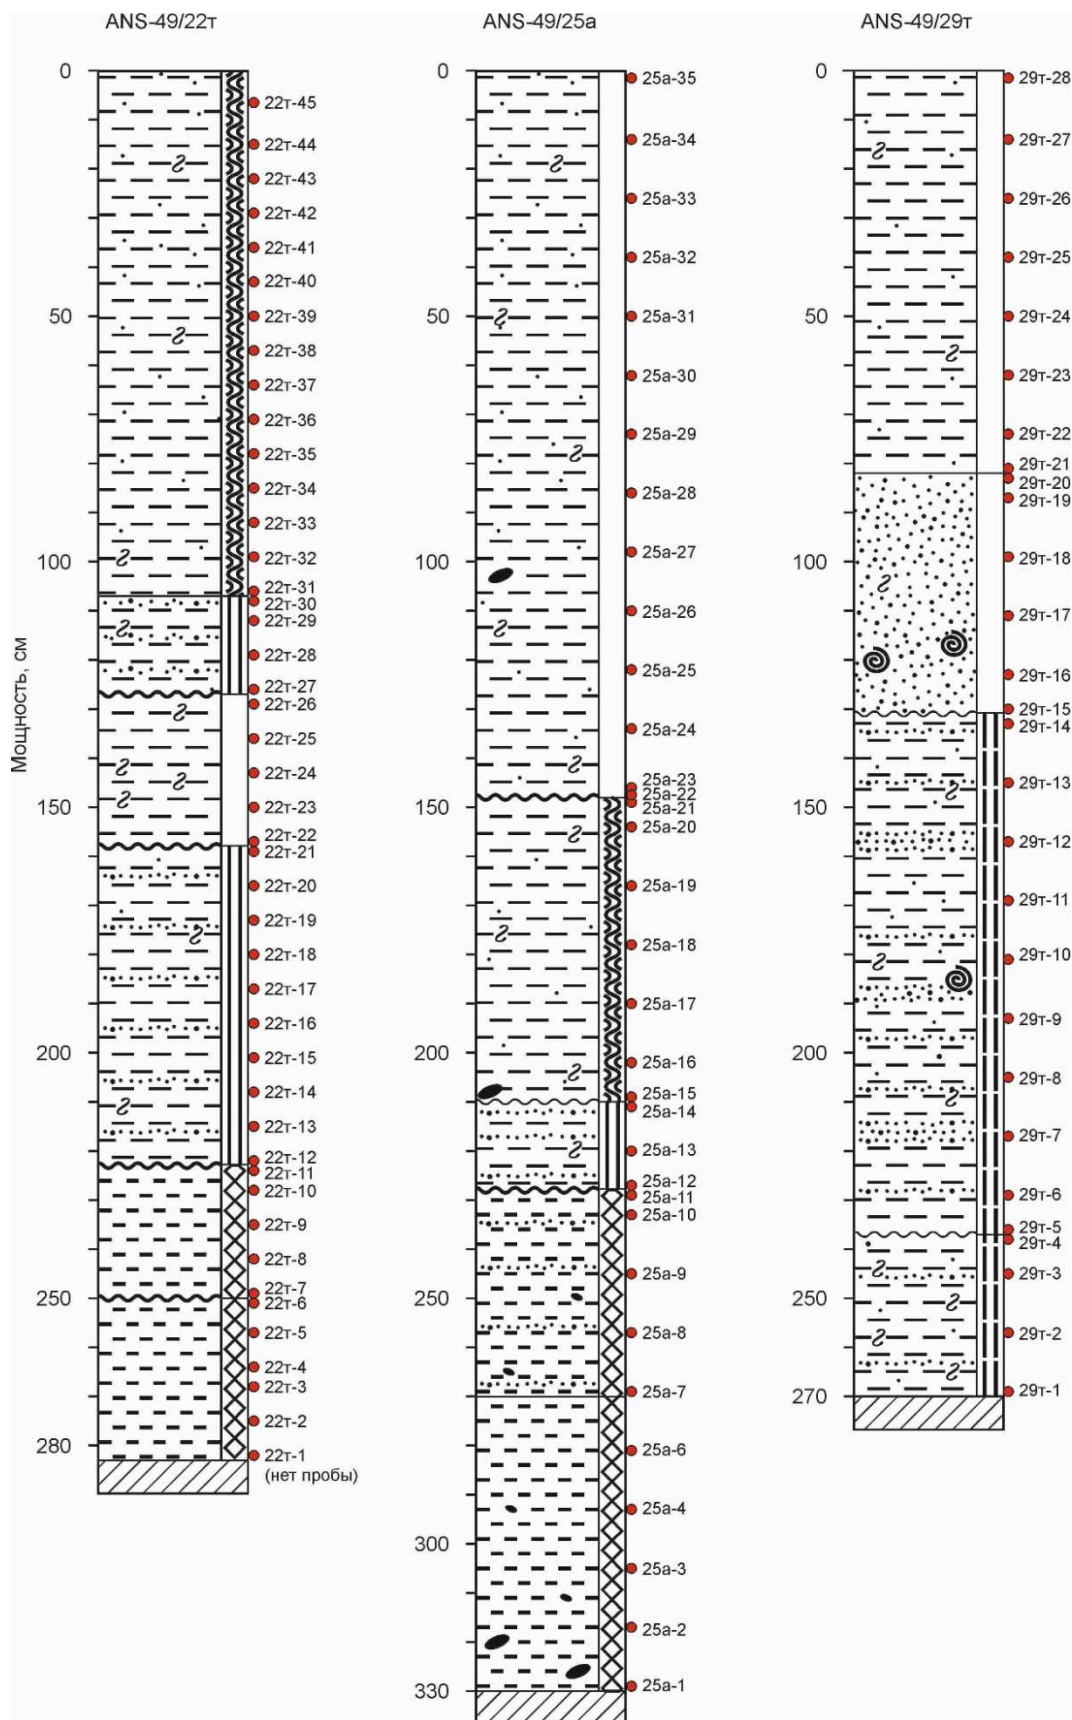 ANS-49/22т
ANS-49/25а
ANS-49/29т
Мощность, см
0
50
100
150
200
250
280
22т-45
22т-44
22т-43
22т-42
22т-41
22т-40
22т-39
22т-38
22т-37
22т-36
22т-35
22т-34
22т-33
22т-32
22т-31
22т-30
22т-29
22т-28
22т-27
22т-26
22т-25
22т-24
22т-23
22т-22
22т-21
22т-20
22т-19
22т-18
22т-17
22т-16
22т-15
22т-14
22т-13
22т-12
22т-11
22т-10
22т-9
22т-8
22т-7
22т-6
22т-5
22т-4
22т-3
22т-2
22т-1
(нет пробы)
0
50
100
150
200
250
300
330
25а-35
25а-34
25а-33
25а-32
25а-31
25а-30
25а-29
25а-28
25а-27
25а-26
25а-25
25а-24
25а-23
25а-22
25а-21
25а-20
25а-19
25а-18
25а-17
25а-16
25а-15
25а-14
25а-13
25а-12
25а-11
25а-10
25а-9
25а-8
25а-7
25а-6
25а-4
25а-3
25а-2
25а-1
0
50
100
150
200
250
270
29т-28
29т-27
29т-26
29т-25
29т-24
29т-23
29т-22
29т-21
29т-20
29т-19
29т-18
29т-17
29т-16
29т-15
29т-14
29т-13
29т-12
29т-11
29т-10
29т-9
29т-8
29т-7
29т-6
29т-5
29т-4
29т-3
29т-2
29т-1